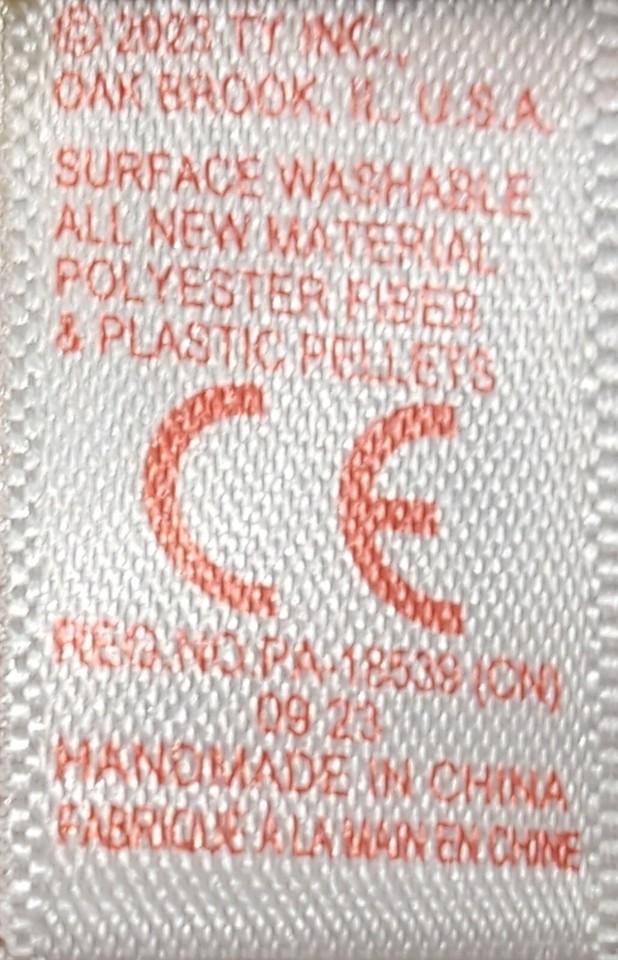 © 2023 TY INC.,
OAK BROOK, IL. U.S.A.
SURFACE WASHABLE
ALL NEW MATERIAL
POLYESTER FIBER
& PLASTIC PELLETS
CE
REG.NO.PA-18539 (CN)
09 23
HANDMADE IN CHINA
FABRIQUÉ À LA MAIN EN CHINE